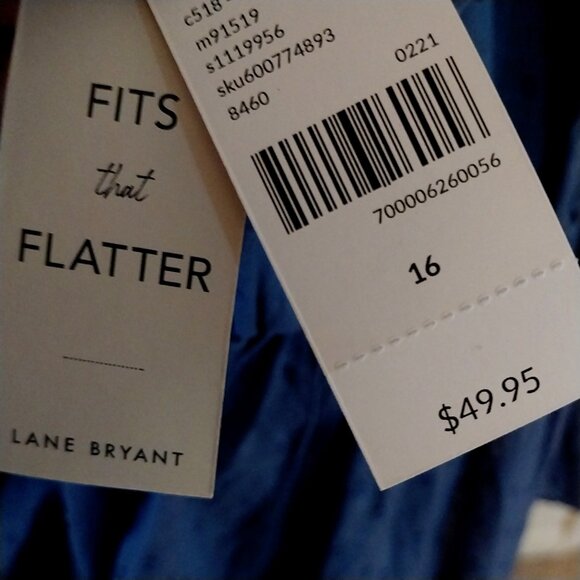 FITS
that
FLATTER
LANE BRYANT
c518
m91519
s1119956
sku600774893
8460
0221
700006260056
16
$49.95